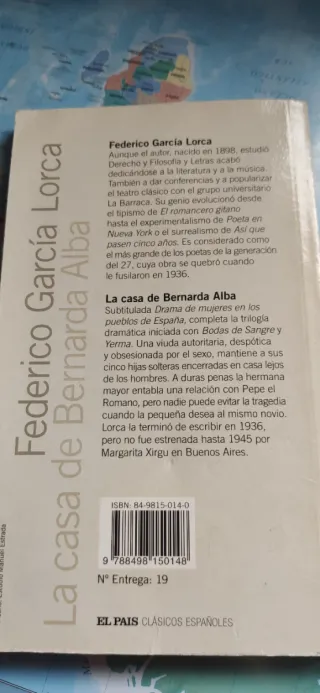 Federico García Lorca
La casa de Bernarda Alba
Federico García Lorca
Aunque el autor, nacido en 1898, estudió
Derecho y Filosofía y Letras acabó
dedicándose a la literatura y a la música.
También a dar conferencias y a popularizar
el teatro clásico con el grupo universitario
La Barraca. Su genio evolucionó desde
el tipismo de El romancero gitano
hasta el experimentalismo de Poeta en
Nueva York o el surrealismo de Así que
pasen cinco años. Es considerado como
el más grande de los poetas de la generación
del 27, cuya obra se quebró cuando
le fusilaron en 1936.
La casa de Bernarda Alba
Subtitulada Drama de mujeres en los
pueblos de España, completa la trilogía
dramática iniciada con Bodas de Sangre y
Yerma. Una viuda autoritaria, despótica
y obsesionada por el sexo, mantiene a sus
cinco hijas solteras encerradas en casa lejos
de los hombres. A duras penas la hermana
mayor entabla una relación con Pepe el
Romano, pero nadie puede evitar la tragedia
cuando la pequeña desea al mismo novio.
Lorca la terminó de escribir en 1936,
pero no fue estrenada hasta 1945 por
Margarita Xirgu en Buenos Aires.
ISBN: 84-9815-014-0
9 788498 150148
N° Entrega: 19
EL PAIS CLÁSICOS ESPAÑOLES
Manuel Estrada